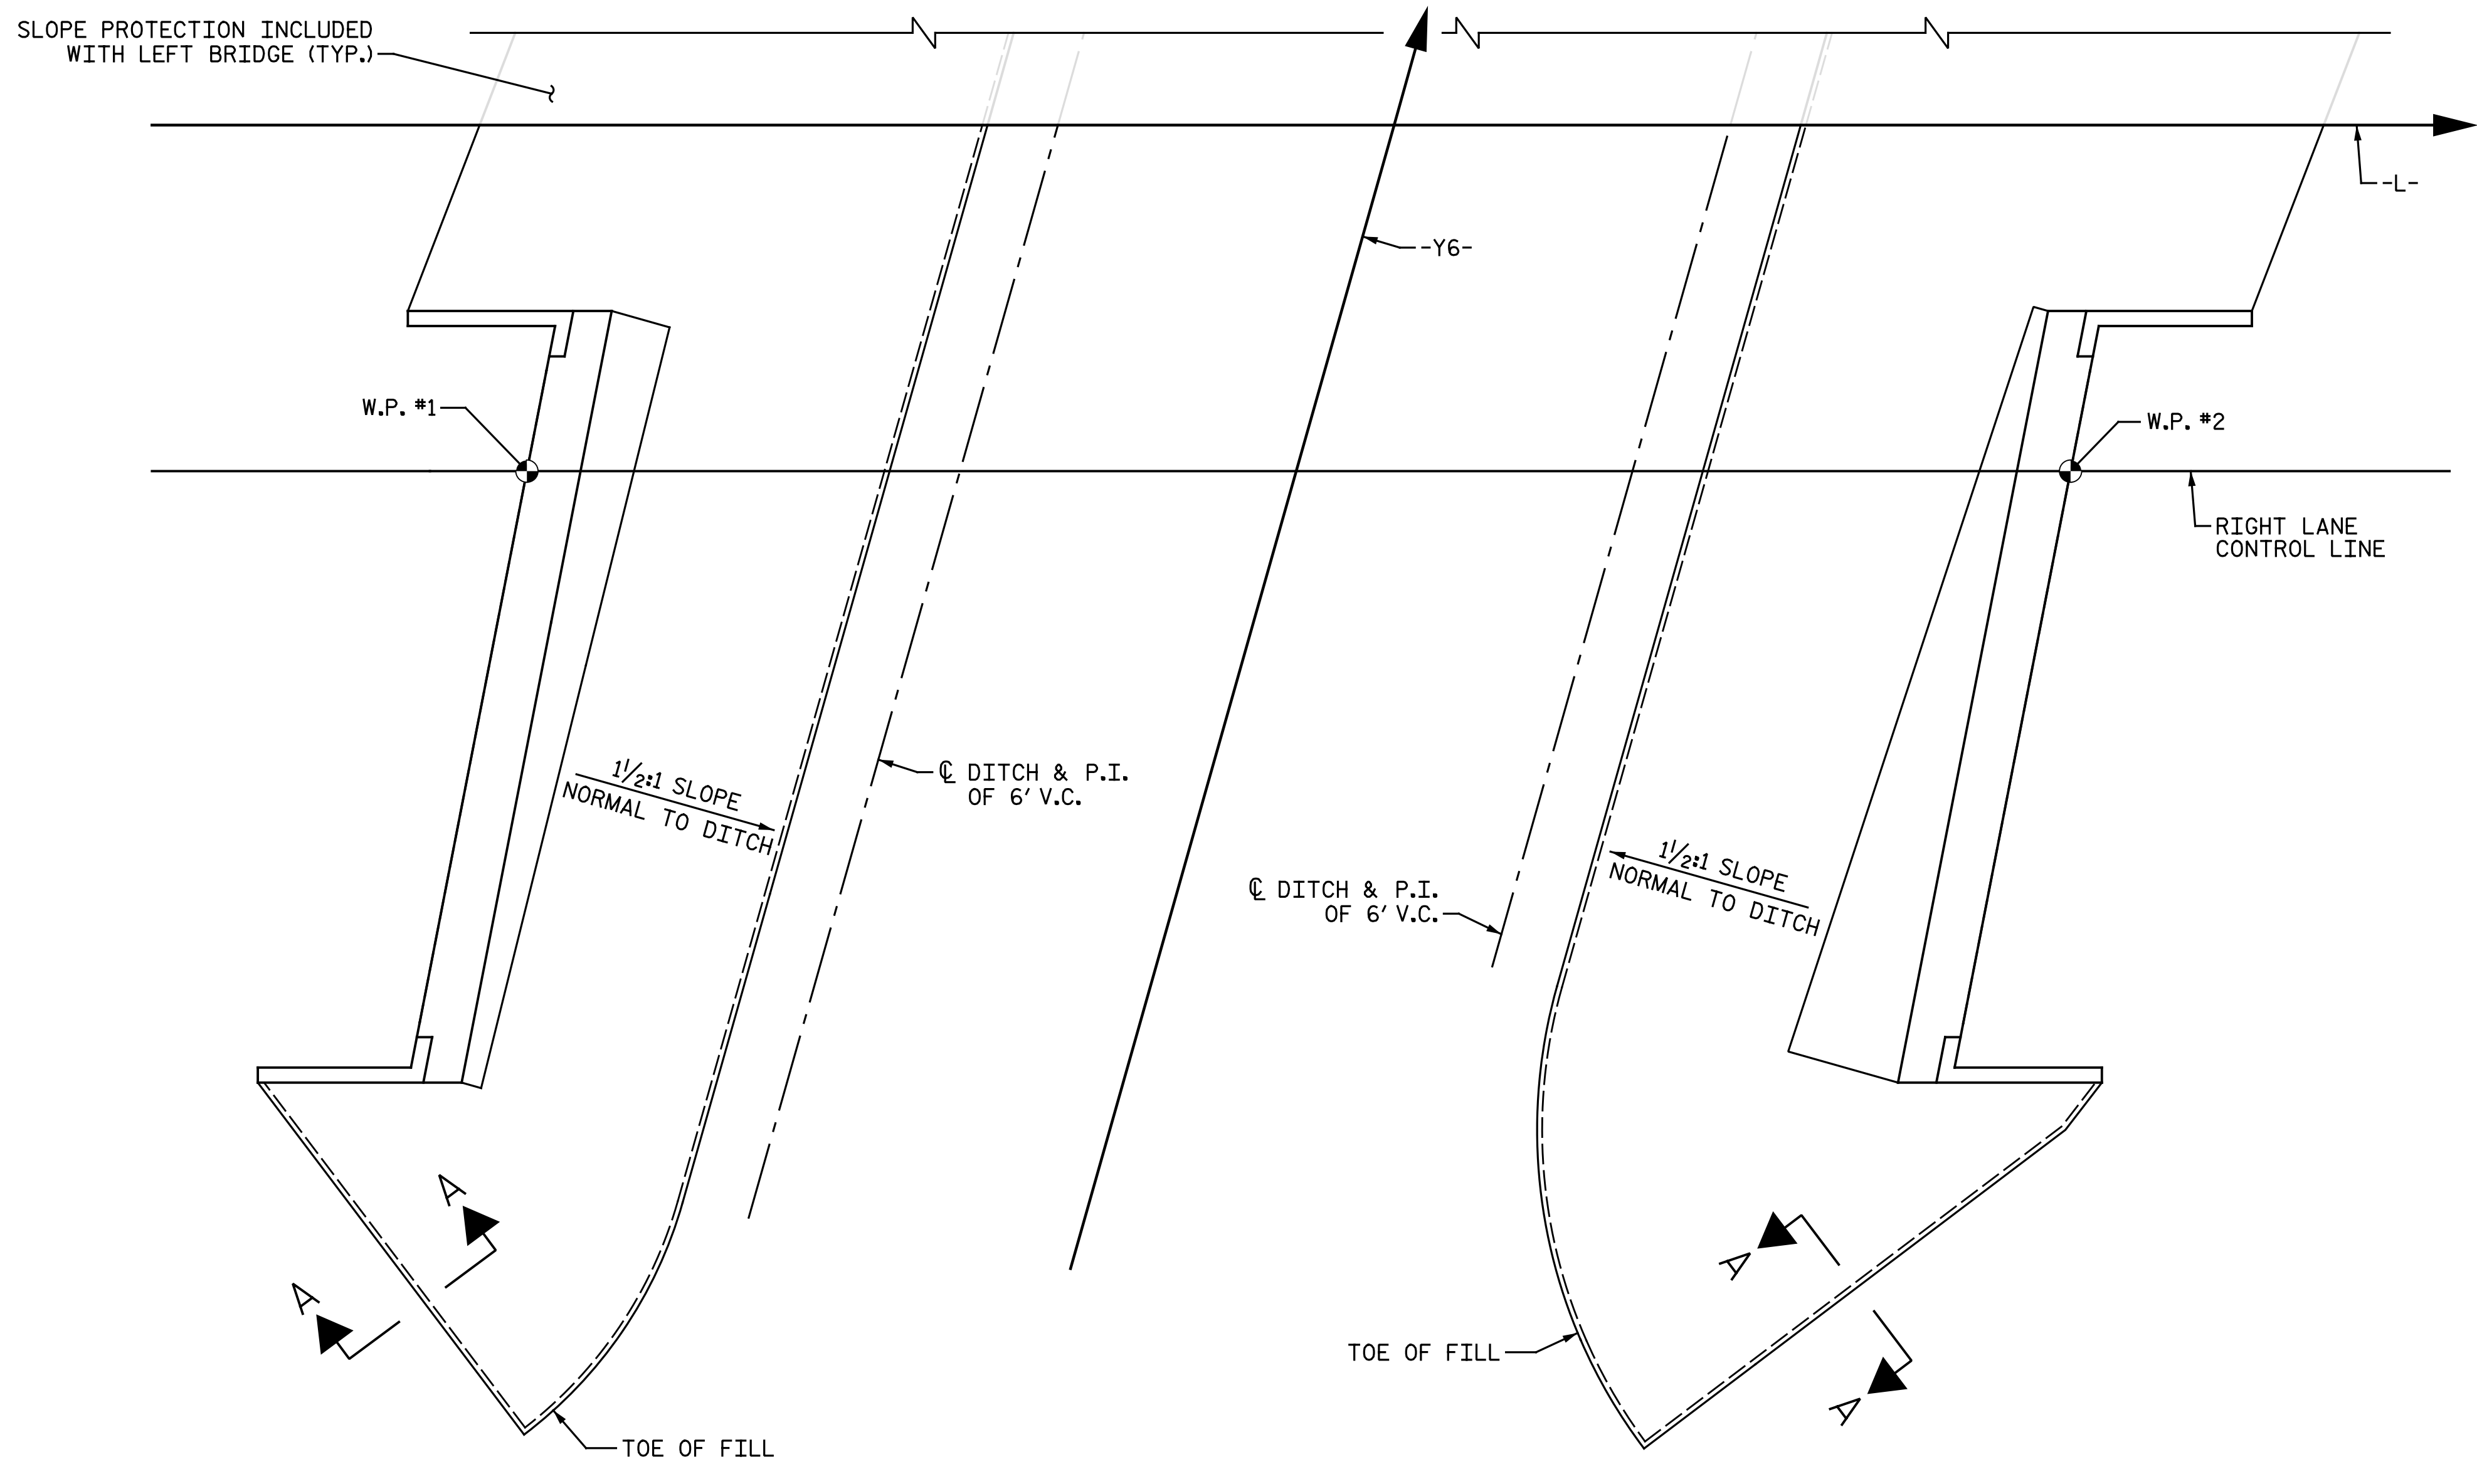 SLOPE PROTECTION INCLUDED
WITH LEFT BRIDGE (TYP.)
-L-
-Y6-
W.P. #1
W.P. #2
RIGHT LANE
CONTROL LINE
1½:1 SLOPE
NORMAL TO DITCH
℄ DITCH & P.I.
OF 6' V.C.
℄ DITCH & P.I.
OF 6' V.C.
1½:1 SLOPE
NORMAL TO DITCH
A
A
A
A
TOE OF FILL
TOE OF FILL